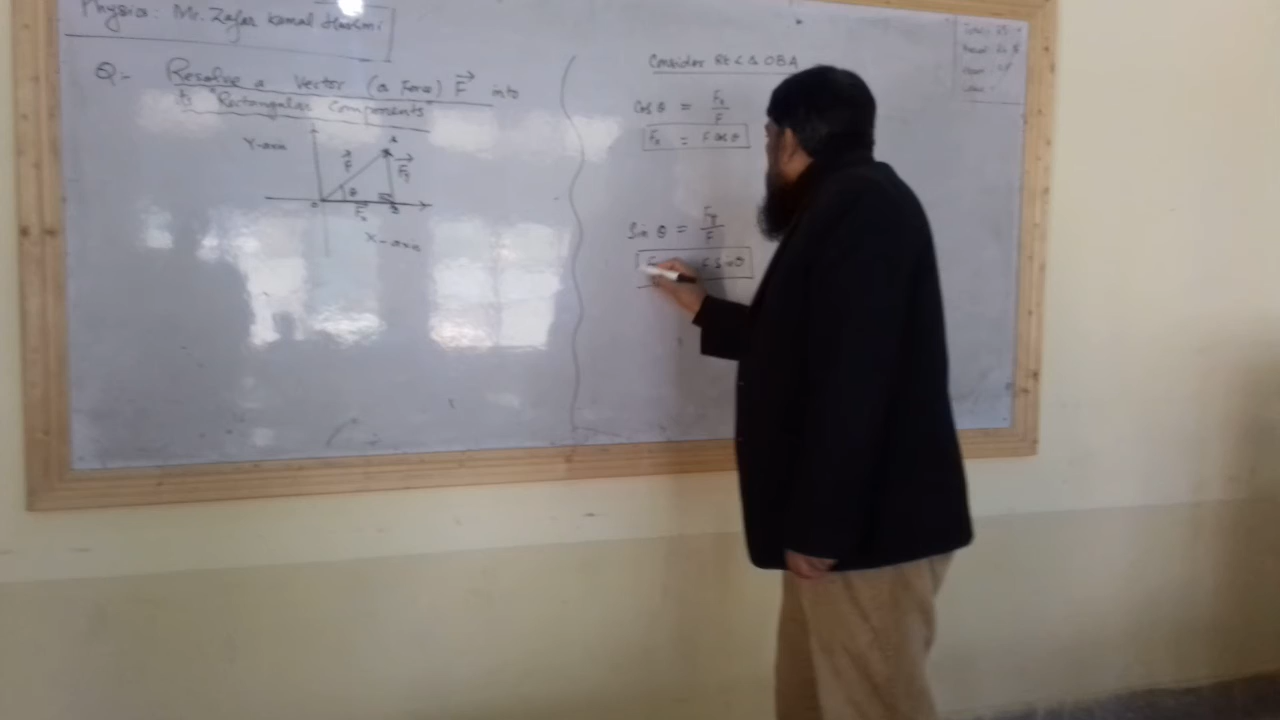 Physics: Mr. Zafar Kamal Hashmi
Q:- Resolve a Vector (a Force) F into
its "Rectangular Components"
Y-axis
A
F
Fy
θ
O
Fx
B
X-axis
Consider Rt < Δ OBA
Cos θ = Fx / F
Fx = F Cos θ
Sin θ = Fy / F
F Sin θ